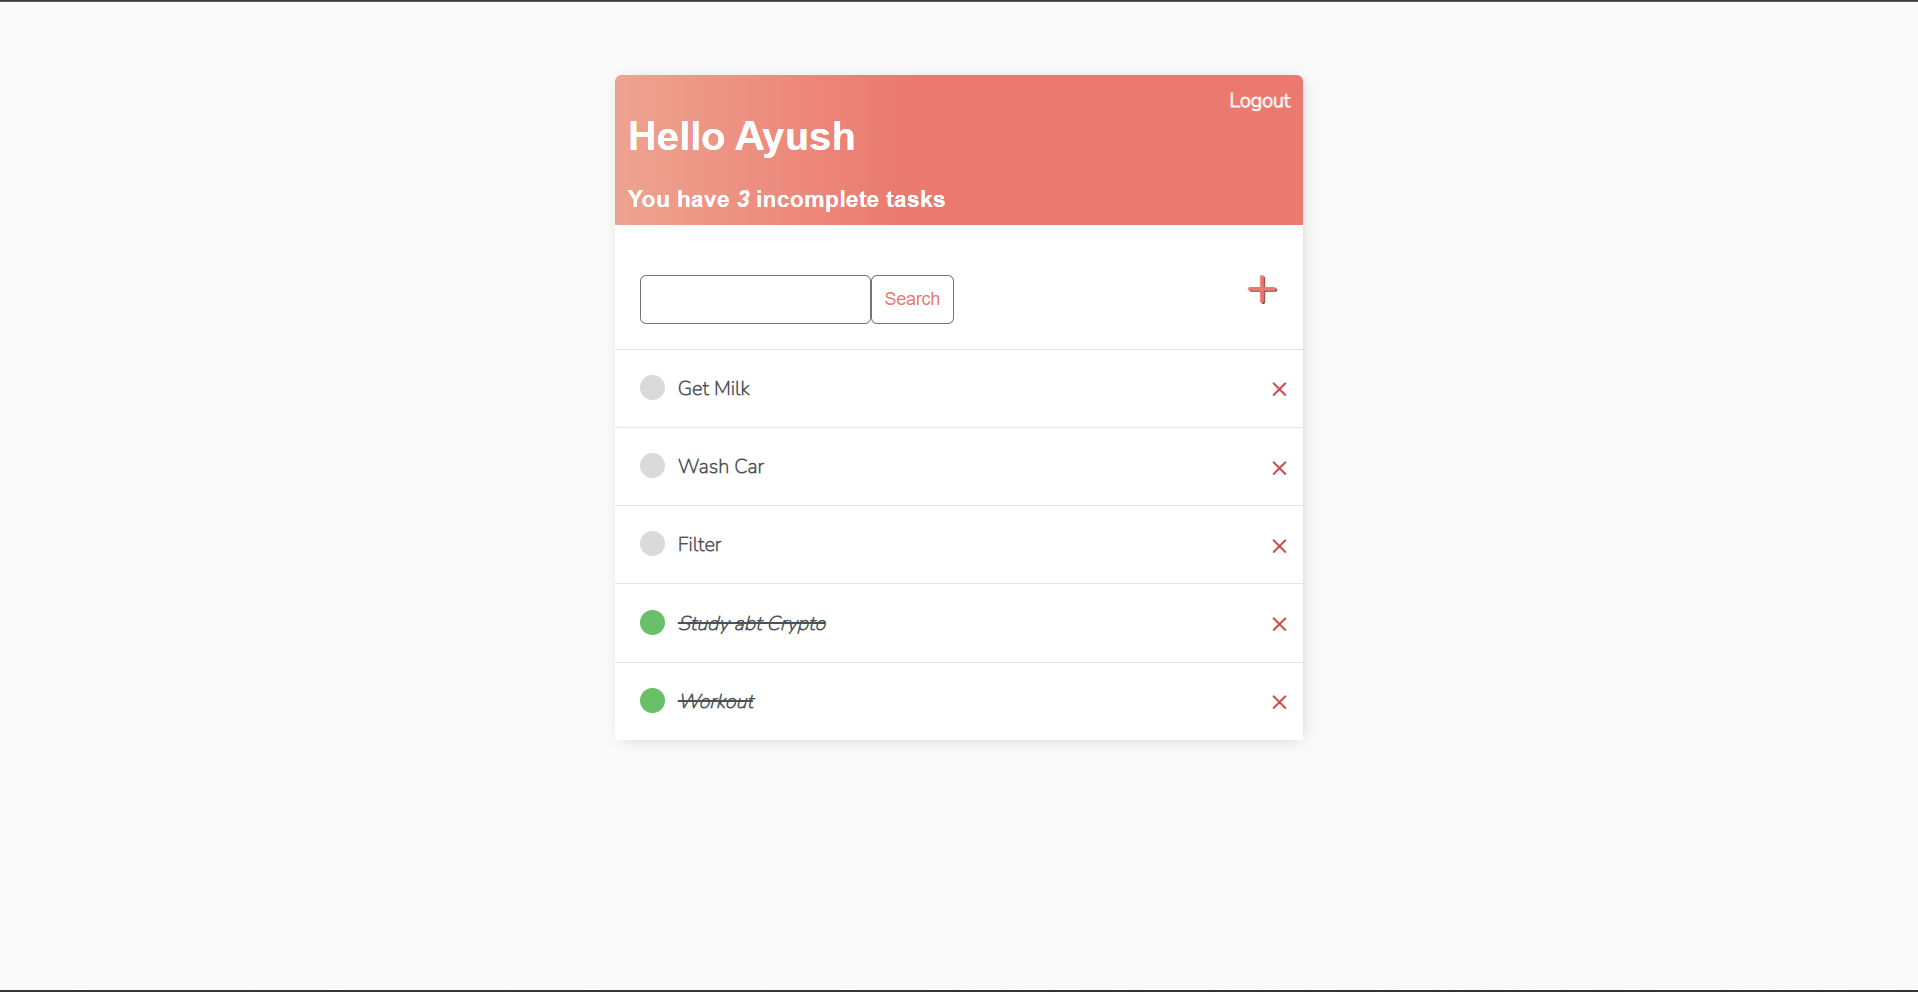 Logout
Hello Ayush
You have 3 incomplete tasks
Search
Get Milk
Wash Car
Filter
Study abt Crypto
Workout